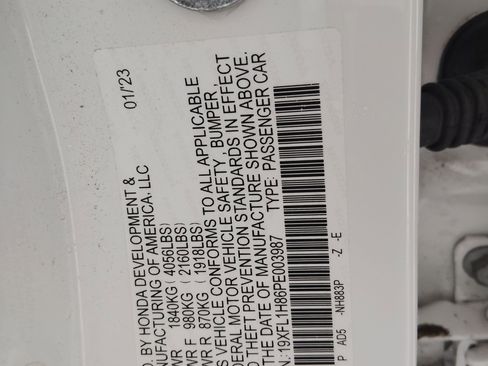 D. BY HONDA DEVELOPMENT &
NUFACTURING OF AMERICA, LLC
01/'23
WR 1840KG (4056LBS)
WR F 980KG (2160LBS)
WR R 870KG (1918LBS)
S VEHICLE CONFORMS TO ALL APPLICABLE
DERAL MOTOR VEHICLE SAFETY, BUMPER,
D THEFT PREVENTION STANDARDS IN EFFECT
THE DATE OF MANUFACTURE SHOWN ABOVE.
N: 19XFL1H86PE003987 TYPE: PASSENGER CAR
P AD5 -NH883P -Z -E